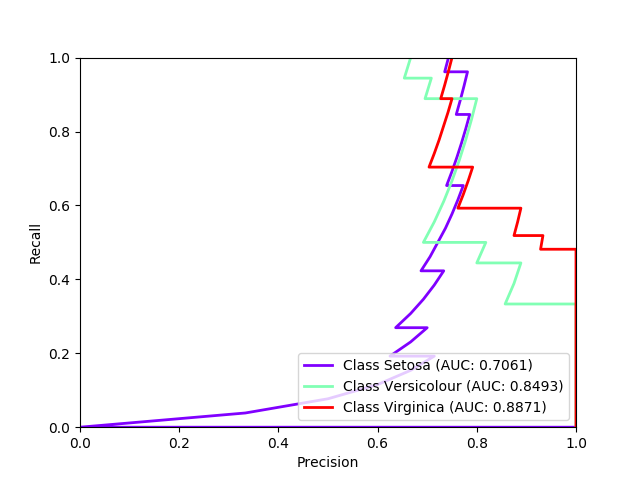 1.0
0.8
0.6
0.4
0.2
0.0
Recall
Class Setosa (AUC: 0.7061)
Class Versicolour (AUC: 0.8493)
Class Virginica (AUC: 0.8871)
0.0 0.2 0.4 0.6 0.8 1.0
Precision